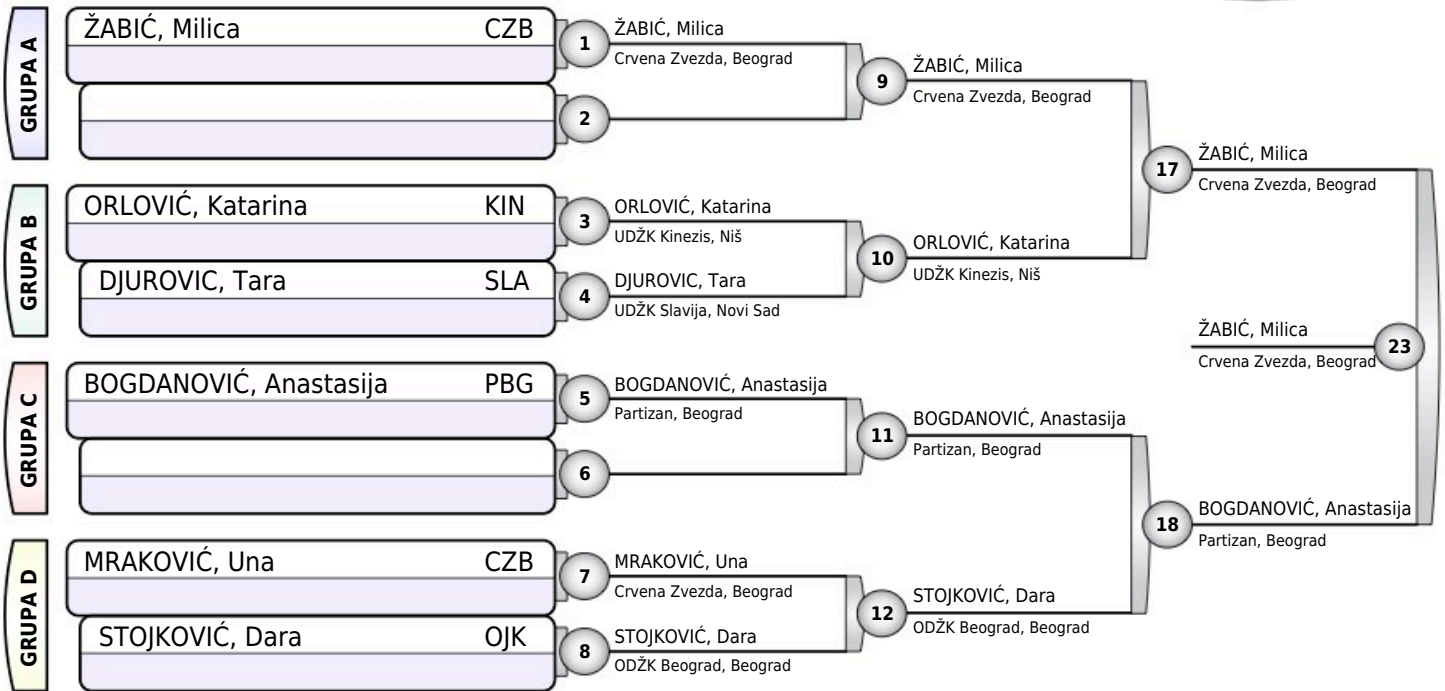 GRUPA A
ŽABIĆ, Milica CZB
1
ŽABIĆ, Milica
Crvena Zvezda, Beograd
2
9
ŽABIĆ, Milica
Crvena Zvezda, Beograd
GRUPA B
ORLOVIĆ, Katarina KIN
3
ORLOVIĆ, Katarina
UDŽK Kinezis, Niš
DJUROVIC, Tara SLA
4
DJUROVIC, Tara
UDŽK Slavija, Novi Sad
10
ORLOVIĆ, Katarina
UDŽK Kinezis, Niš
17
ŽABIĆ, Milica
Crvena Zvezda, Beograd
GRUPA C
BOGDANOVIĆ, Anastasija PBG
5
BOGDANOVIĆ, Anastasija
Partizan, Beograd
6
11
BOGDANOVIĆ, Anastasija
Partizan, Beograd
GRUPA D
MRAKOVIĆ, Una CZB
7
MRAKOVIĆ, Una
Crvena Zvezda, Beograd
STOJKOVIĆ, Dara OJK
8
STOJKOVIĆ, Dara
ODŽK Beograd, Beograd
12
STOJKOVIĆ, Dara
ODŽK Beograd, Beograd
18
BOGDANOVIĆ, Anastasija
Partizan, Beograd
ŽABIĆ, Milica
Crvena Zvezda, Beograd
23